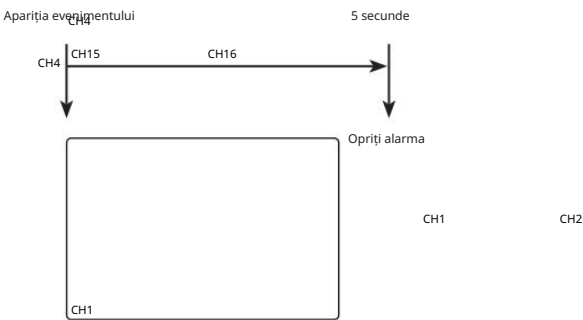 Apariția evenimentului
5 secunde
CH4
CH15
CH16
CH4
Opriți alarma
CH1
CH2
CH1